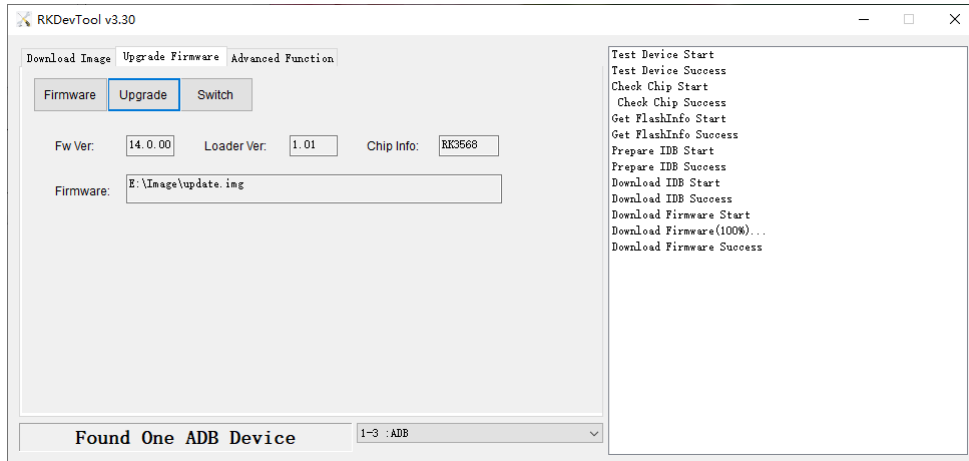 RKDevTool v3.30
Download Image Upgrade Firmware Advanced Function
Firmware Upgrade Switch
Fw Ver: 14.0.00 Loader Ver: 1.01 Chip Info: RK3568
Firmware: E:\Image\update.img
Found One ADB Device 1-3 :ADB
Test Device Start
Test Device Success
Check Chip Start
Check Chip Success
Get FlashInfo Start
Get FlashInfo Success
Prepare IDB Start
Prepare IDB Success
Download IDB Start
Download IDB Success
Download Firmware Start
Download Firmware(100%)...
Download Firmware Success